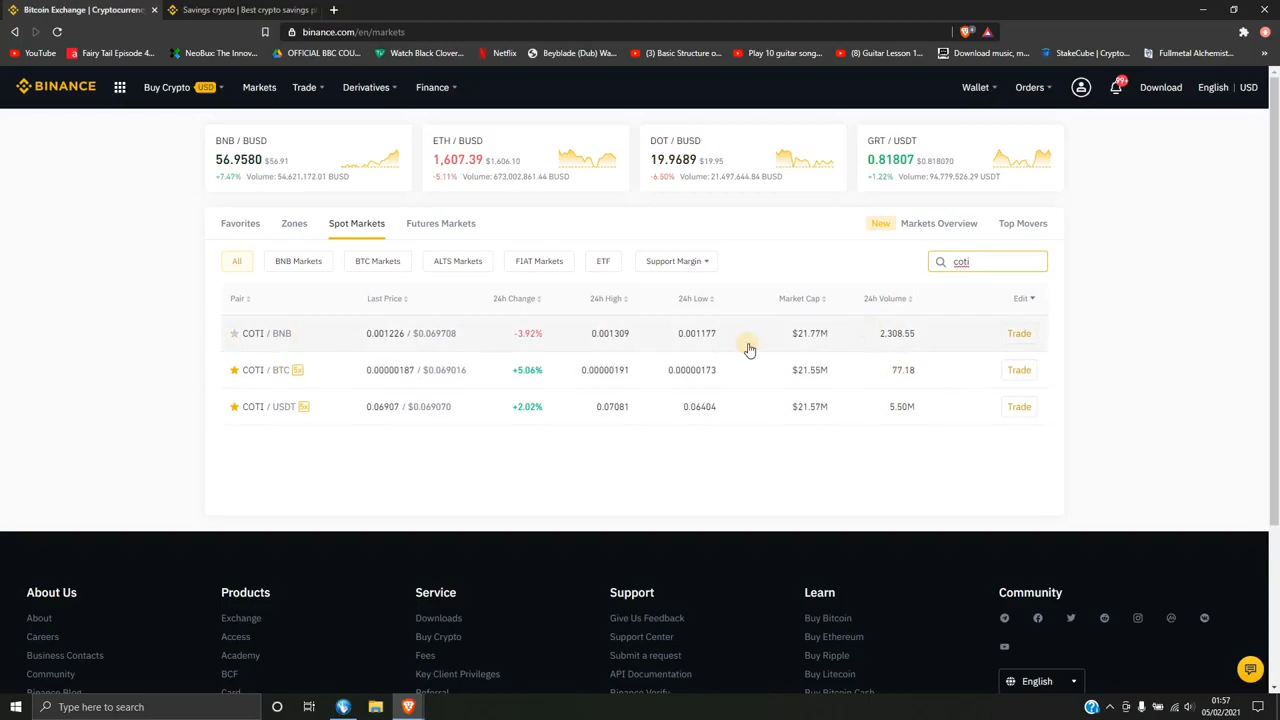 Bitcoin Exchange | Cryptocurrenc
Savings crypto | Best crypto savings pl
binance.com/en/markets
YouTube
Fairy Tail Episode 4...
NeoBux The Innov...
OFFICIAL BBC COU...
Watch Black Clover...
Netflix
Beyblade (Dub) Wa...
(3) Basic Structure o...
Play 10 guitar song...
(8) Guitar Lesson 1...
Download music, m...
StakeCube | Crypto...
Fullmetal Alchemist...
BINANCE
Buy Crypto USD
Markets
Trade
Derivatives
Finance
Wallet
Orders
99+
Download
English
USD
BNB / BUSD
56.9580 $56.91
+7.47% Volume: 54,621,172.01 BUSD
ETH / BUSD
1,607.39 $1,606.10
-5.11% Volume: 673,002,861.44 BUSD
DOT / BUSD
19.9689 $19.95
-6.50% Volume: 21,497,644.84 BUSD
GRT / USDT
0.81807 $0.818070
+1.22% Volume: 94,779,526.29 USDT
Favorites
Zones
Spot Markets
Futures Markets
New
Markets Overview
Top Movers
All
BNB Markets
BTC Markets
ALTS Markets
FIAT Markets
ETF
Support Margin
coti
Pair Last Price 24h Change 24h High 24h Low Market Cap 24h Volume Edit
COTI / BNB 0.001226 / $0.069708 -3.92% 0.001309 0.001177 $21.77M 2,308.55 Trade
COTI / BTC 5x 0.00000187 / $0.069016 +5.06% 0.00000191 0.00000173 $21.55M 77.18 Trade
COTI / USDT 5x 0.06907 / $0.069070 +2.02% 0.07081 0.06404 $21.57M 5.50M Trade
About Us
About
Careers
Business Contacts
Community
Binance Blog
Products
Exchange
Access
Academy
BCF
Card
Service
Downloads
Buy Crypto
Fees
Key Client Privileges
Referral
Support
Give Us Feedback
Support Center
Submit a request
API Documentation
Binance Verify
Learn
Buy Bitcoin
Buy Ethereum
Buy Ripple
Buy Litecoin
Buy Bitcoin Cash
Community
English
Type here to search
01:57
05/02/2021